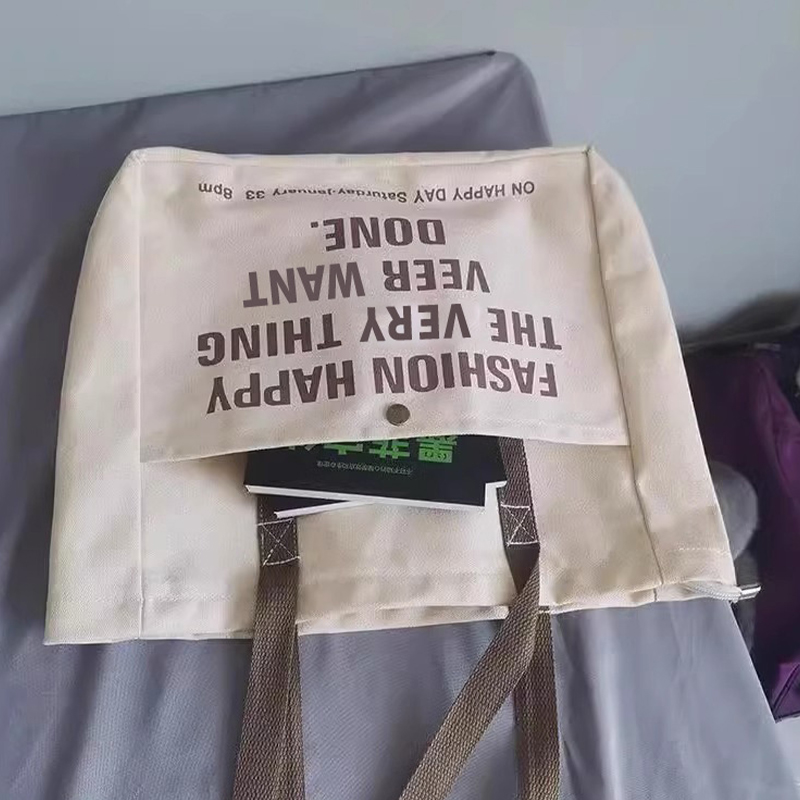 FASHION HAPPY
THE VERY THING
VEER WANT
DONE.
ON HAPPY DAY Saturday-January 33 8pm